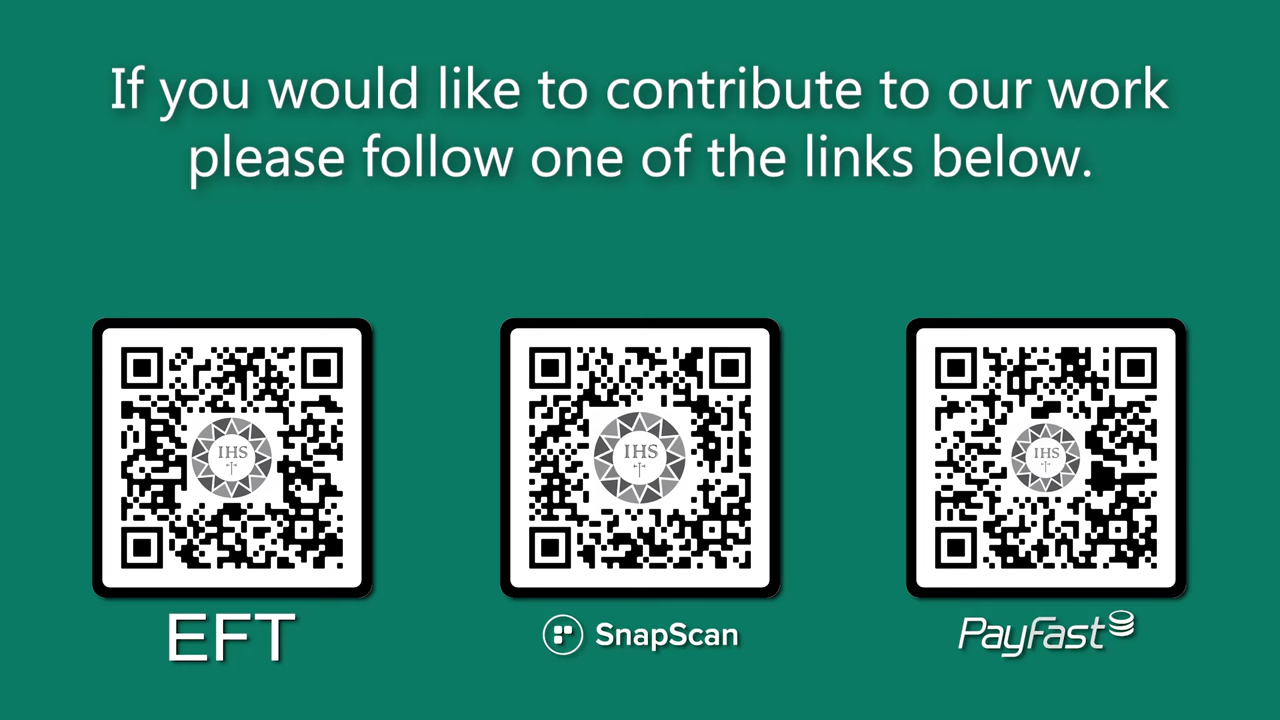 If you would like to contribute to our work
please follow one of the links below.
IHS
IHS
IHS
EFT
SnapScan
PayFast